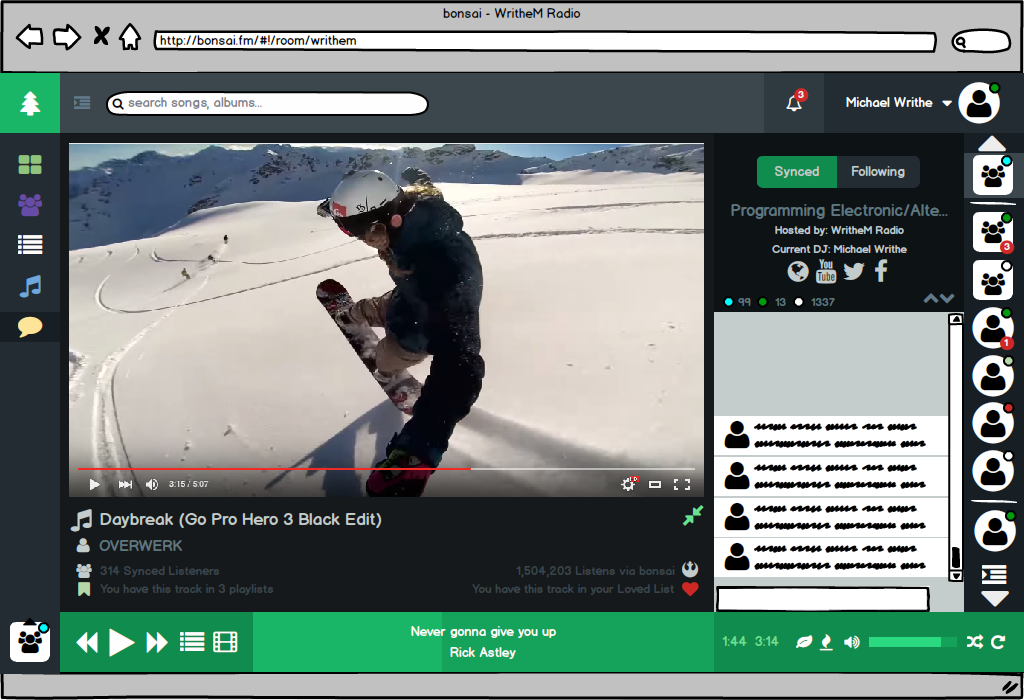 bonsai - WritheM Radio
http://bonsai.fm/#!/room/writhem
search songs, albums...
3
Michael Writhe
Synced
Following
Programming Electronic/Alte...
Hosted by: WritheM Radio
Current DJ: Michael Writhe
You Tube
99 13 1337
3
1
3:15 / 5:07
HD
Daybreak (Go Pro Hero 3 Black Edit)
OVERWERK
314 Synced Listeners
1,504,203 Listens via bonsai
You have this track in 3 playlists
You have this track in your Loved List
Never gonna give you up
Rick Astley
1:44 3:14